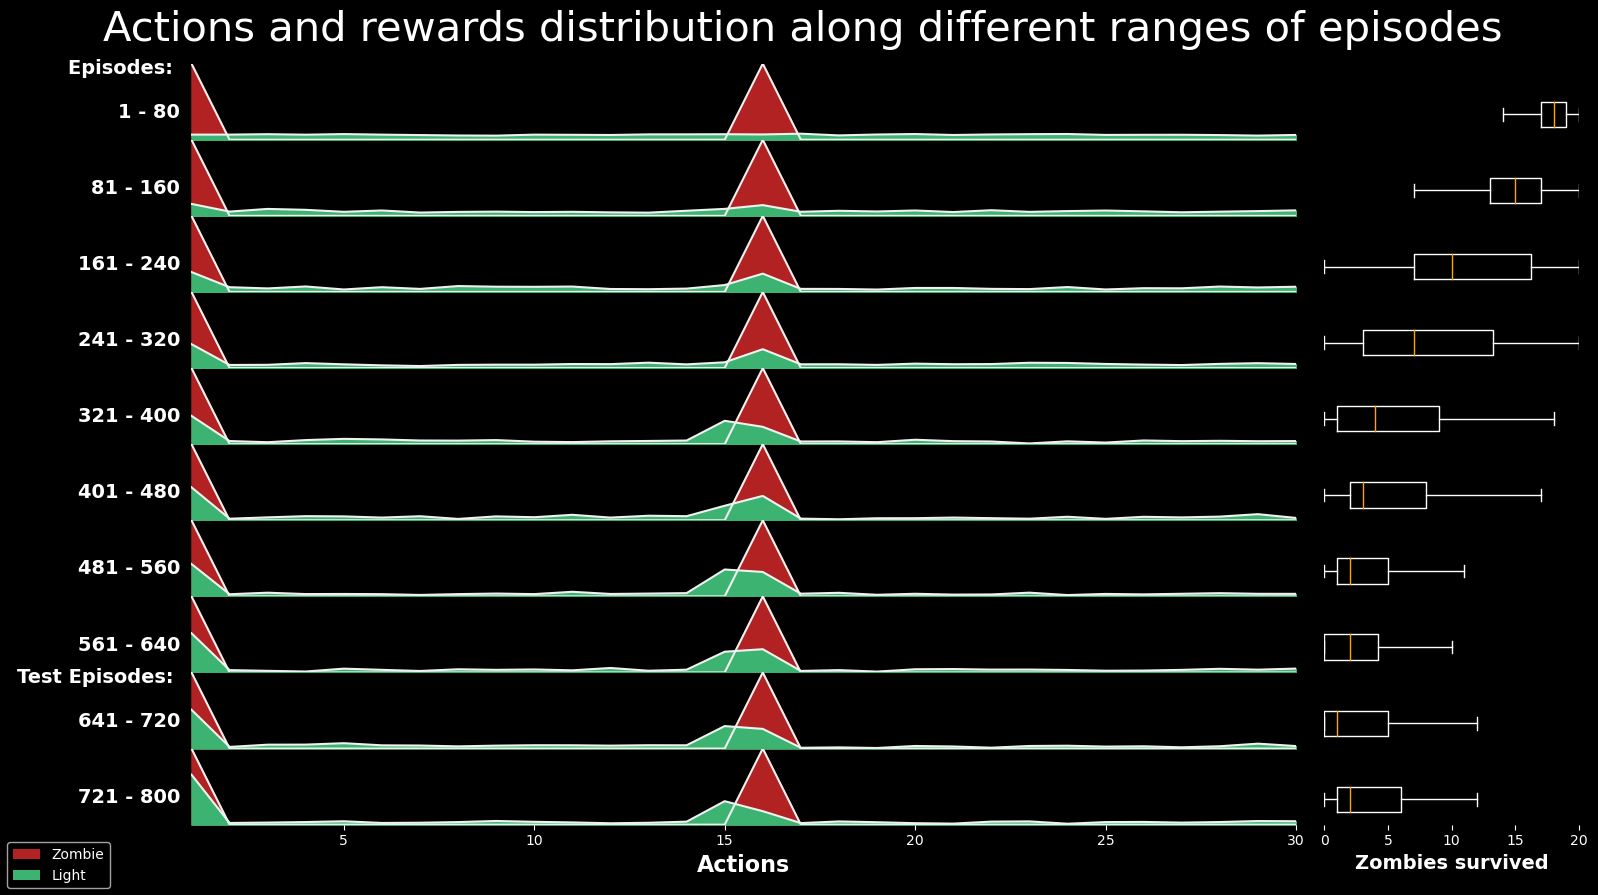 Actions and rewards distribution along different ranges of episodes
Episodes:
1 - 80
81 - 160
161 - 240
241 - 320
321 - 400
401 - 480
481 - 560
561 - 640
Test Episodes:
641 - 720
721 - 800
5 10 15 20 25 30
Actions
0 5 10 15 20
Zombies survived
Zombie
Light